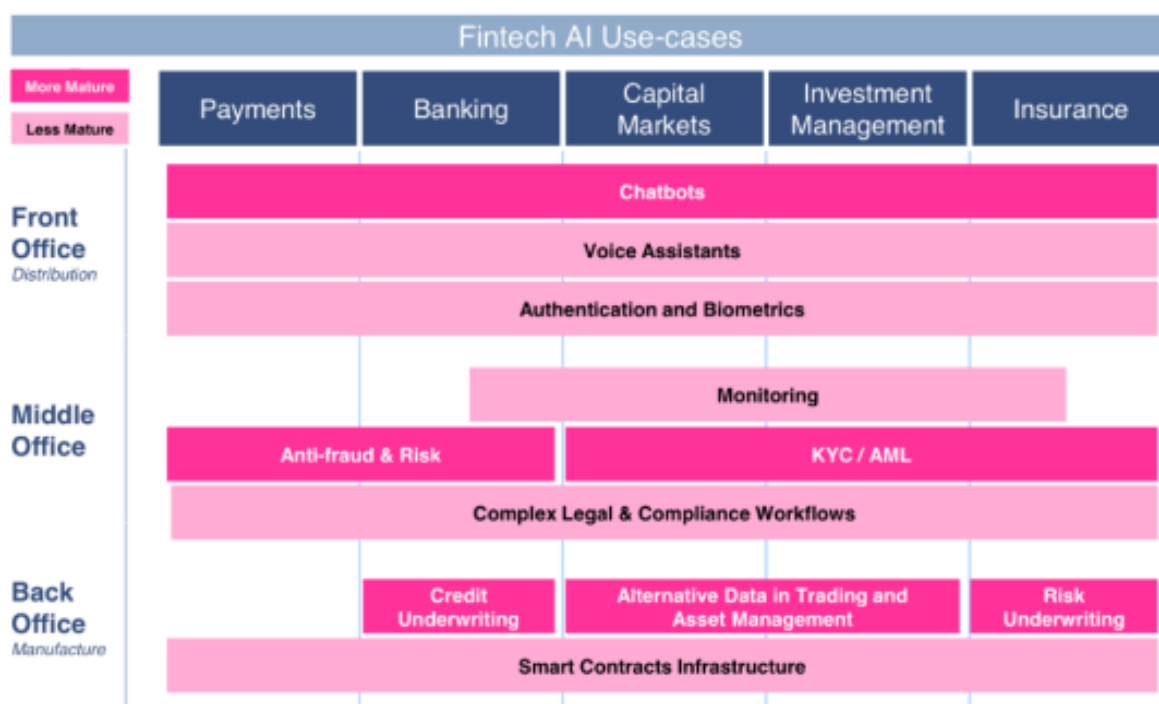 Fintech AI Use-cases
More Mature
Less Mature
Payments
Banking
Capital
Markets
Investment
Management
Insurance
Front
Office
Distribution
Chatbots
Voice Assistants
Authentication and Biometrics
Middle
Office
Monitoring
Anti-fraud & Risk
KYC / AML
Complex Legal & Compliance Workflows
Back
Office
Manufacture
Credit
Underwriting
Alternative Data in Trading and
Asset Management
Risk
Underwriting
Smart Contracts Infrastructure